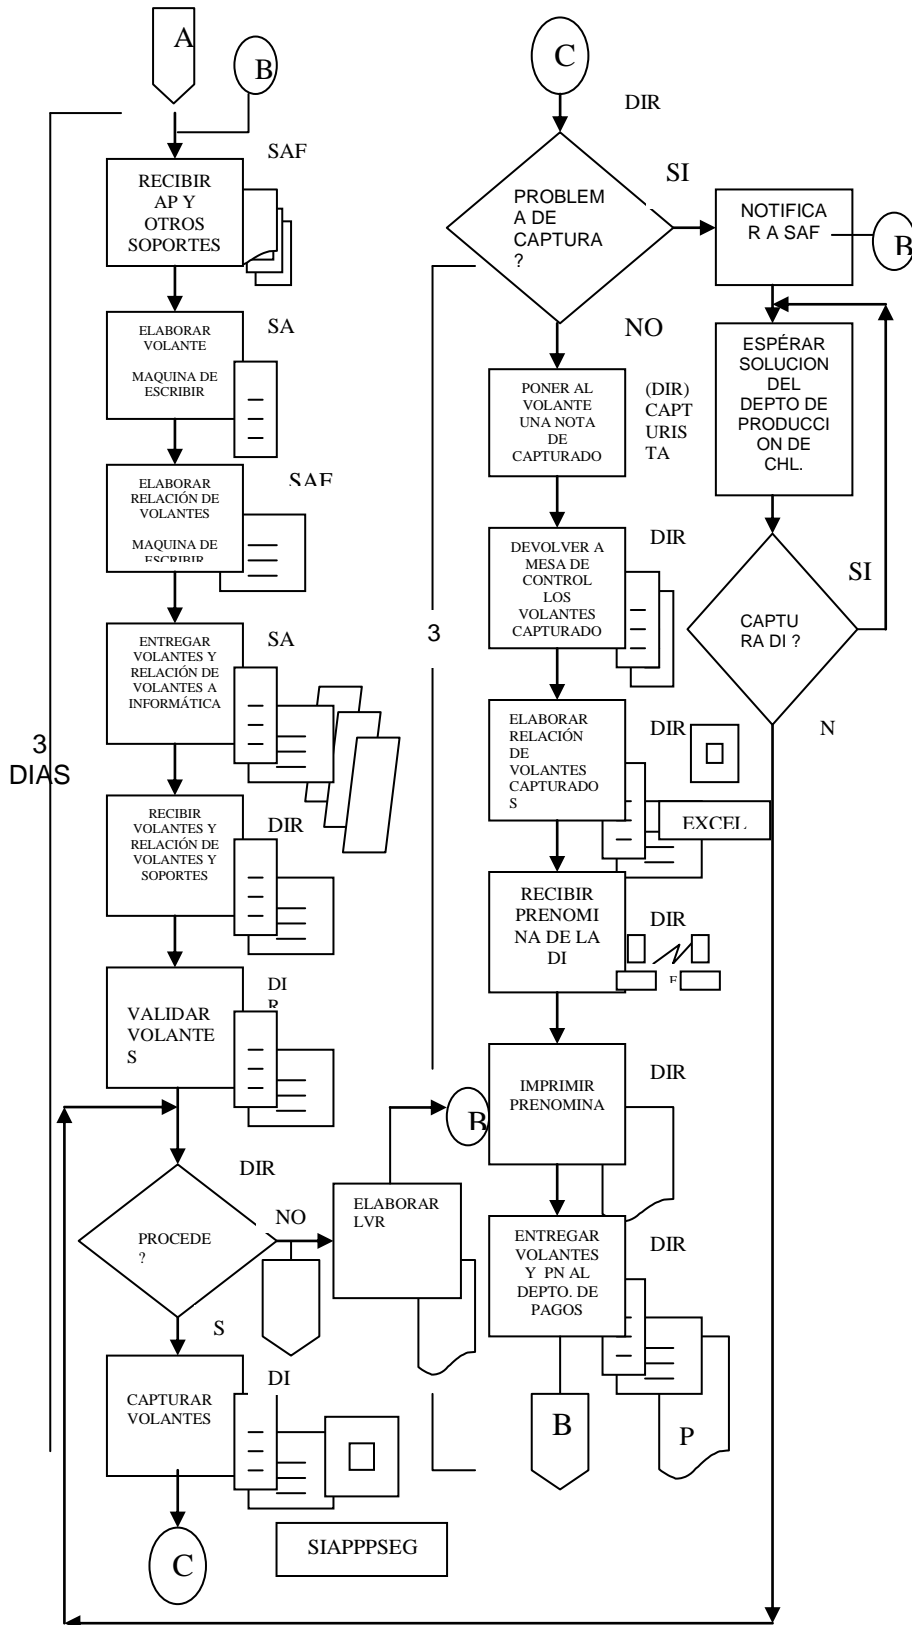 A
B
SAF
RECIBIR
AP Y
OTROS
SOPORTES
SA
ELABORAR
VOLANTE
MAQUINA DE
ESCRIBIR
SAF
ELABORAR
RELACIÓN DE
VOLANTES
MAQUINA DE
ESCRIBIR
SA
ENTREGAR
VOLANTES Y
RELACIÓN DE
VOLANTES A
INFORMÁTICA
3
DIAS
DIR
RECIBIR
VOLANTES Y
RELACIÓN DE
VOLANTES Y
SOPORTES
DI
R
VALIDAR
VOLANTE
S
DIR
PROCEDE
?
NO
ELABORAR
LVR
B
S
DI
CAPTURAR
VOLANTES
SIAPPPSEG
C
C
DIR
PROBLEM
A DE
CAPTURA
?
SI
NOTIFICA
R A SAF
B
NO
(DIR)
CAPT
URIS
TA
PONER AL
VOLANTE
UNA NOTA
DE
CAPTURADO
ESPÉRAR
SOLUCION
DEL
DEPTO DE
PRODUCCI
ON DE
CHL.
DIR
DEVOLVER A
MESA DE
CONTROL
LOS
VOLANTES
CAPTURADO
SI
CAPTU
RA DI ?
N
3
DIR
ELABORAR
RELACIÓN
DE
VOLANTES
CAPTURADO
S
EXCEL
DIR
RECIBIR
PRENOMI
NA DE LA
DI
DIR
IMPRIMIR
PRENOMINA
DIR
ENTREGAR
VOLANTES
Y PN AL
DEPTO. DE
PAGOS
B
P